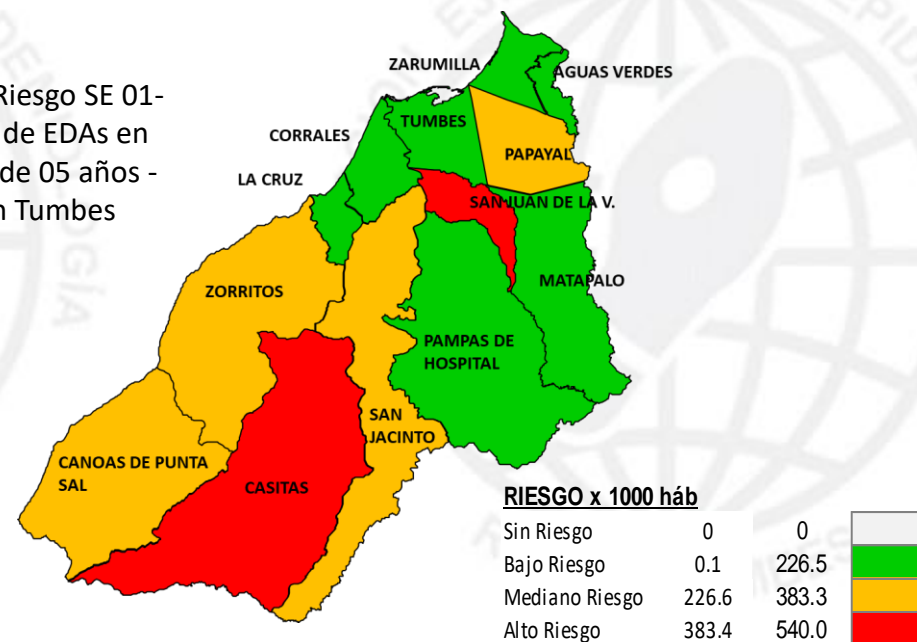 Riesgo SE 01-
de EDAs en
de 05 años -
n Tumbes
ZARUMILLA
AGUAS VERDES
CORRALES
TUMBES
PAPAYAL
LA CRUZ
SAN JUAN DE LA V.
ZORRITOS
MATAPALO
PAMPAS DE
HOSPITAL
SAN
JACINTO
CANOAS DE PUNTA
SAL
CASITAS
RIESGO x 1000 háb
Sin Riesgo 0 0
Bajo Riesgo 0.1 226.5
Mediano Riesgo 226.6 383.3
Alto Riesgo 383.4 540.0